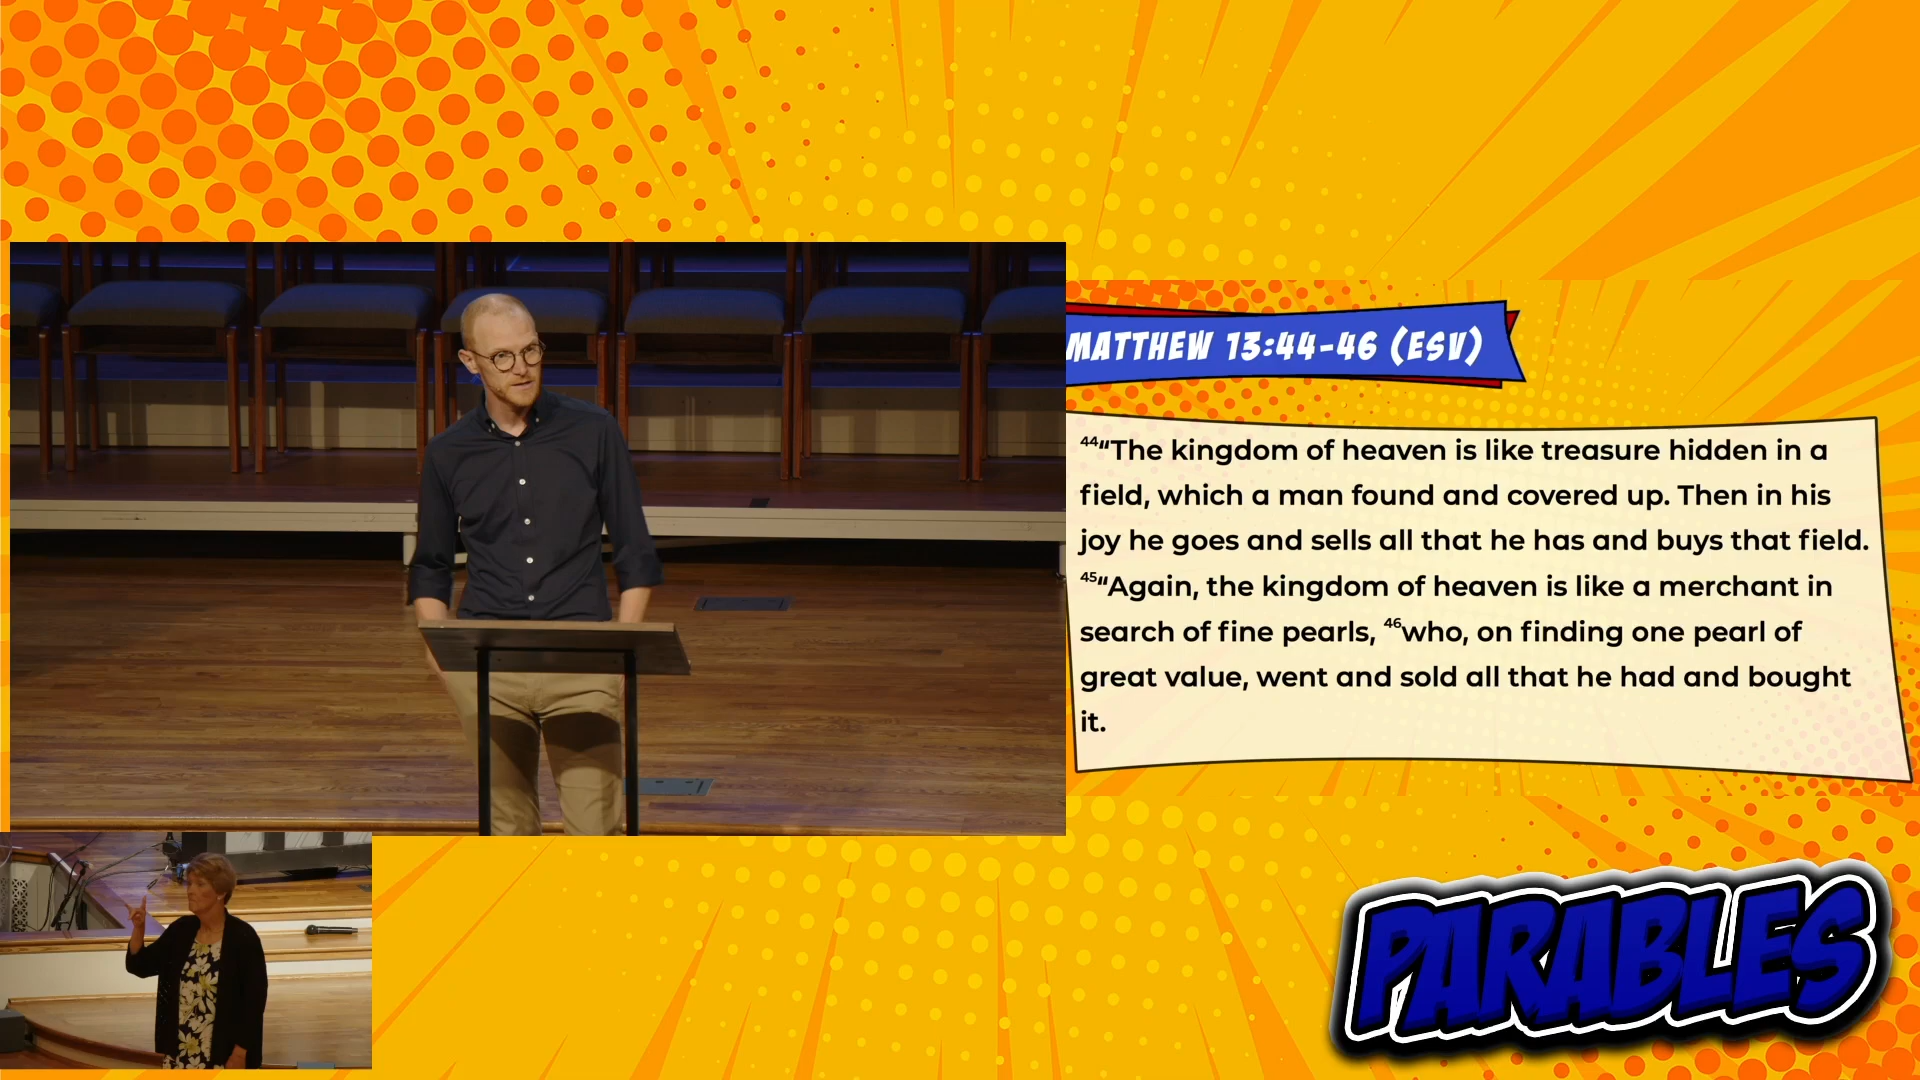 MATTHEW 13:44-46 (ESV)
44“The kingdom of heaven is like treasure hidden in a
field, which a man found and covered up. Then in his
joy he goes and sells all that he has and buys that field.
45“Again, the kingdom of heaven is like a merchant in
search of fine pearls, 46who, on finding one pearl of
great value, went and sold all that he had and bought
it.
PARABLES